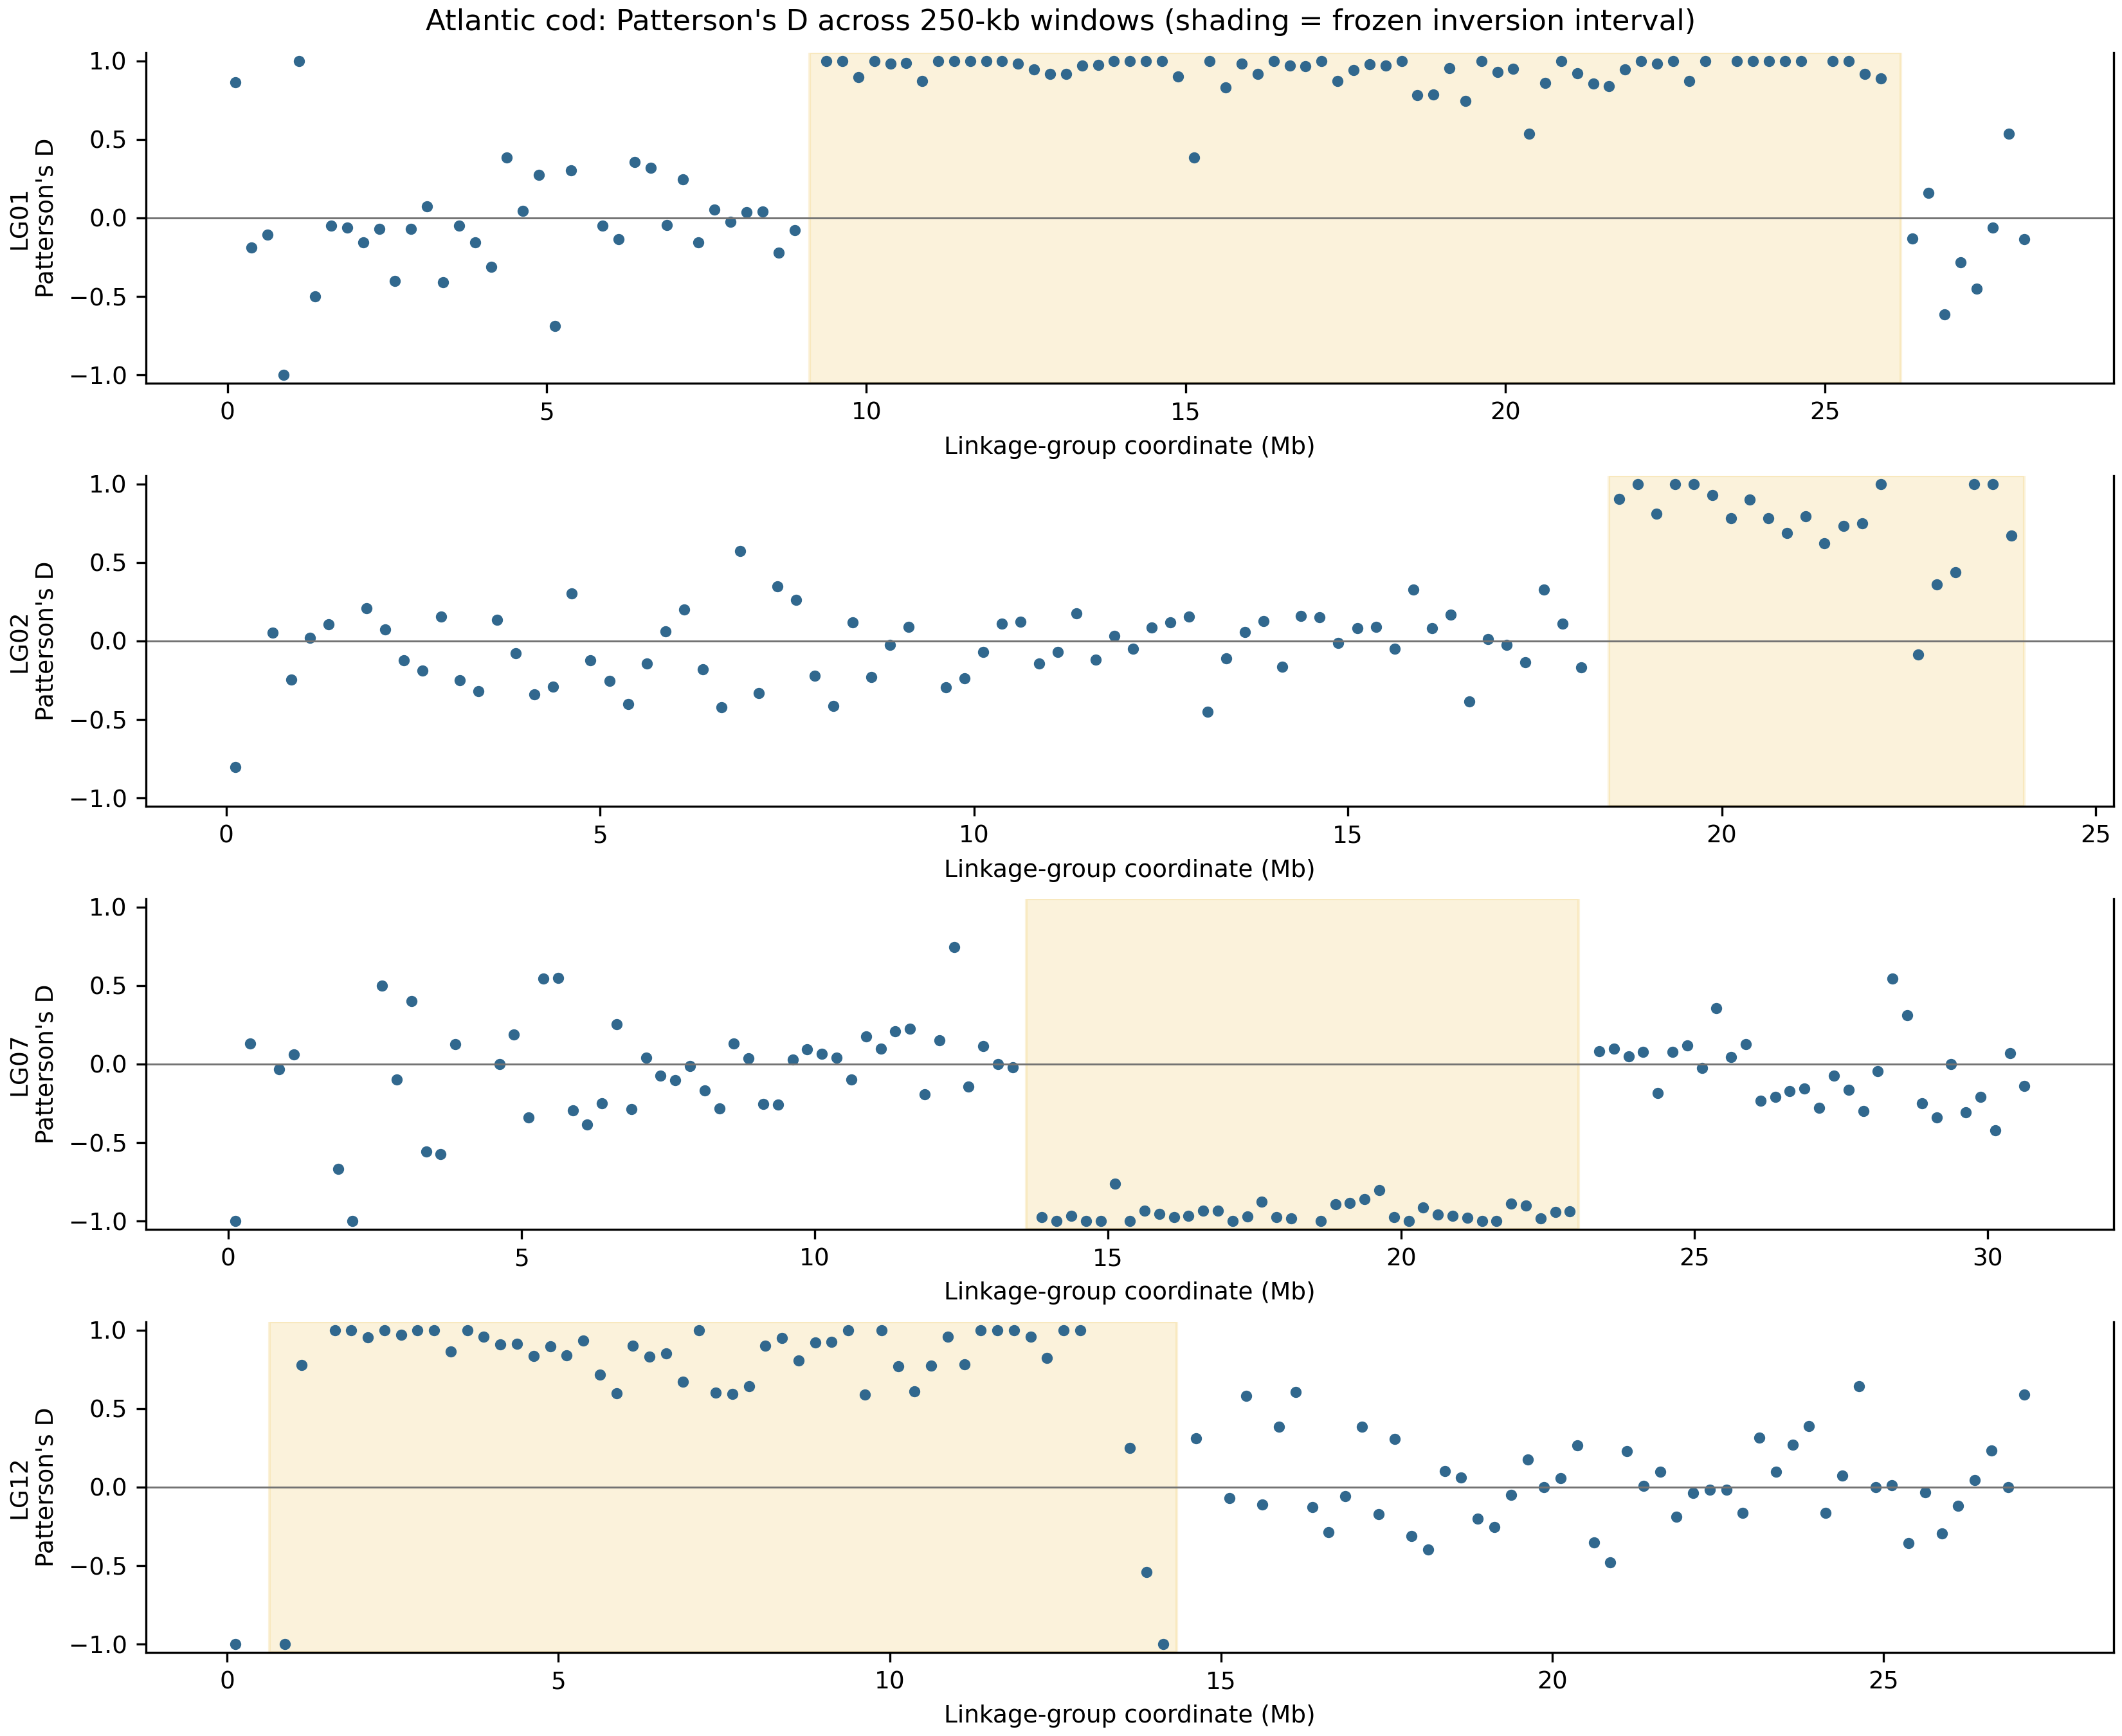 Atlantic cod: Patterson's D across 250-kb windows (shading = frozen inversion interval)
LG01
Patterson's D
1.0
0.5
0.0
−0.5
−1.0
0 5 10 15 20 25
Linkage-group coordinate (Mb)
LG02
Patterson's D
1.0
0.5
0.0
−0.5
−1.0
0 5 10 15 20 25
Linkage-group coordinate (Mb)
LG07
Patterson's D
1.0
0.5
0.0
−0.5
−1.0
0 5 10 15 20 25 30
Linkage-group coordinate (Mb)
LG12
Patterson's D
1.0
0.5
0.0
−0.5
−1.0
0 5 10 15 20 25
Linkage-group coordinate (Mb)